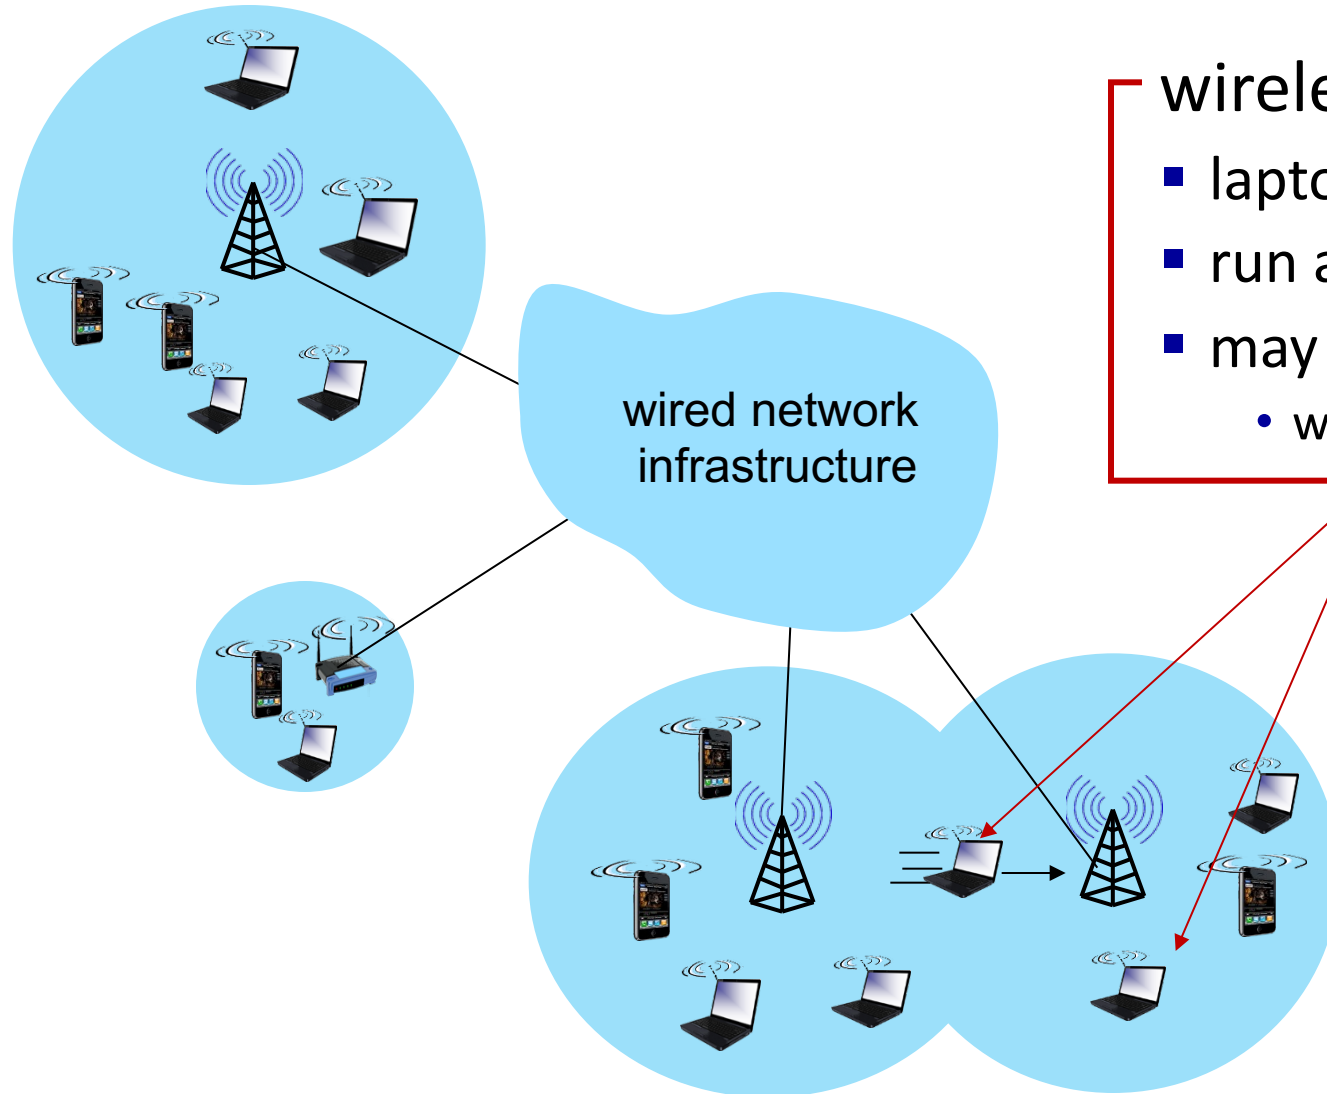 wired network
infrastructure
wirele
lapto
run a
may
w